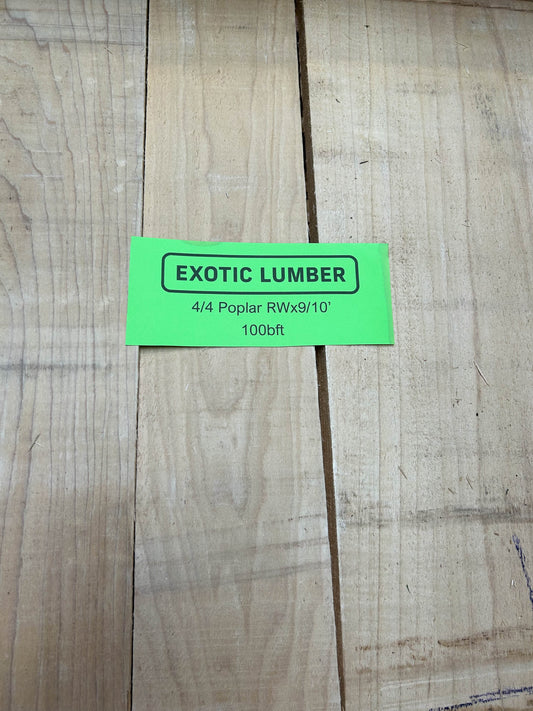 EXOTIC LUMBER
4/4 Poplar RWx9/10'
100bft